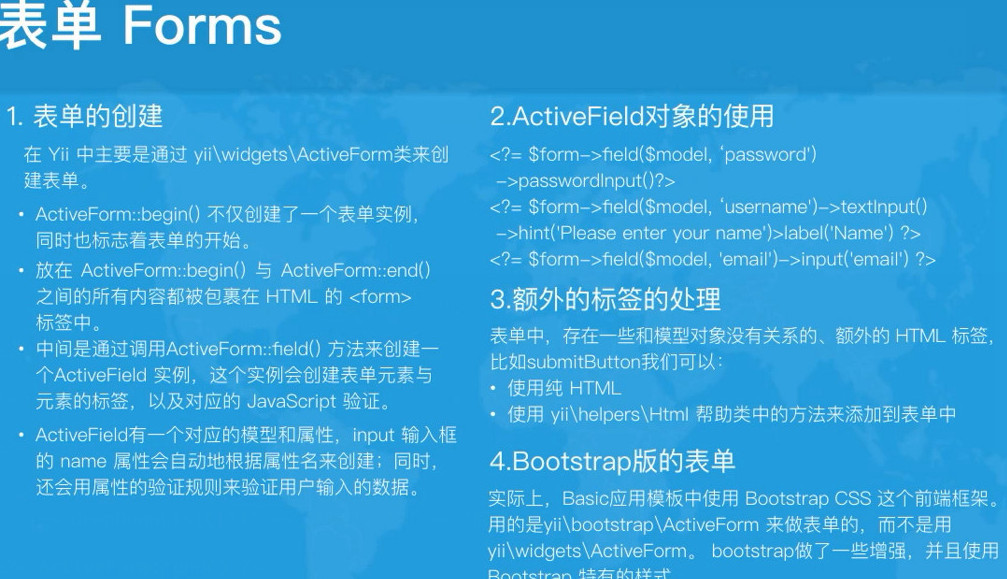 表单 Forms
1. 表单的创建
在 Yii 中主要是通过 yii\widgets\ActiveForm类来创
建表单。
• ActiveForm::begin() 不仅创建了一个表单实例，
同时也标志着表单的开始。
• 放在 ActiveForm::begin() 与 ActiveForm::end()
之间的所有内容都被包裹在 HTML 的 <form>
标签中。
• 中间是通过调用ActiveForm::field() 方法来创建一
个ActiveField 实例，这个实例会创建表单元素与
元素的标签，以及对应的 JavaScript 验证。
• ActiveField有一个对应的模型和属性，input 输入框
的 name 属性会自动地根据属性名来创建；同时，
还会用属性的验证规则来验证用户输入的数据。
2.ActiveField对象的使用
<?= $form->field($model, ‘password')
->passwordInput()?>
<?= $form->field($model, ‘username')->textInput()
->hint('Please enter your name')>label('Name') ?>
<?= $form->field($model, 'email')->input('email') ?>
3.额外的标签的处理
表单中，存在一些和模型对象没有关系的、额外的 HTML 标签，
比如submitButton我们可以：
• 使用纯 HTML
• 使用 yii\helpers\Html 帮助类中的方法来添加到表单中
4.Bootstrap版的表单
实际上，Basic应用模板中使用 Bootstrap CSS 这个前端框架。
用的是yii\bootstrap\ActiveForm 来做表单的，而不是用
yii\widgets\ActiveForm。 bootstrap做了一些增强，并且使用
Bootstrap 特有的样式